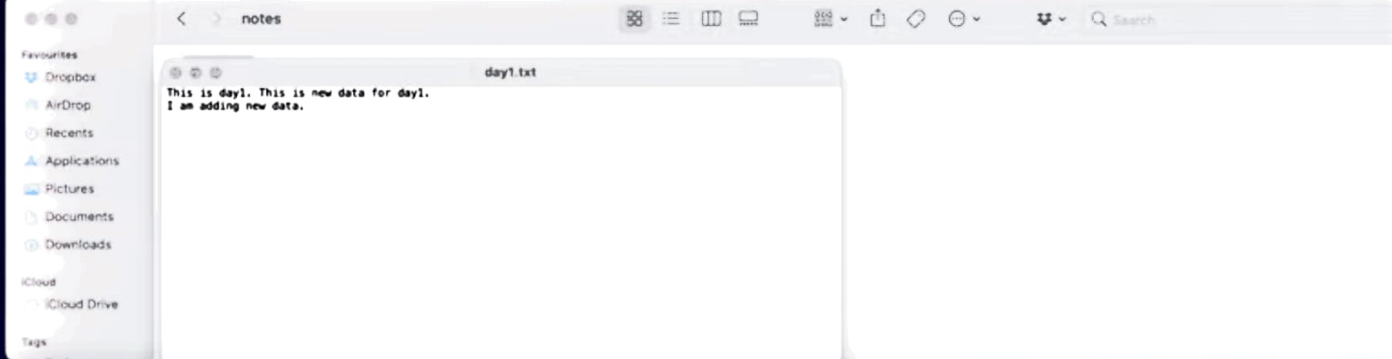 notes
Search
Favourites
Dropbox
AirDrop
Recents
Applications
Pictures
Documents
Downloads
iCloud
iCloud Drive
Tags
day1.txt
This is day1. This is new data for day1.
I am adding new data.